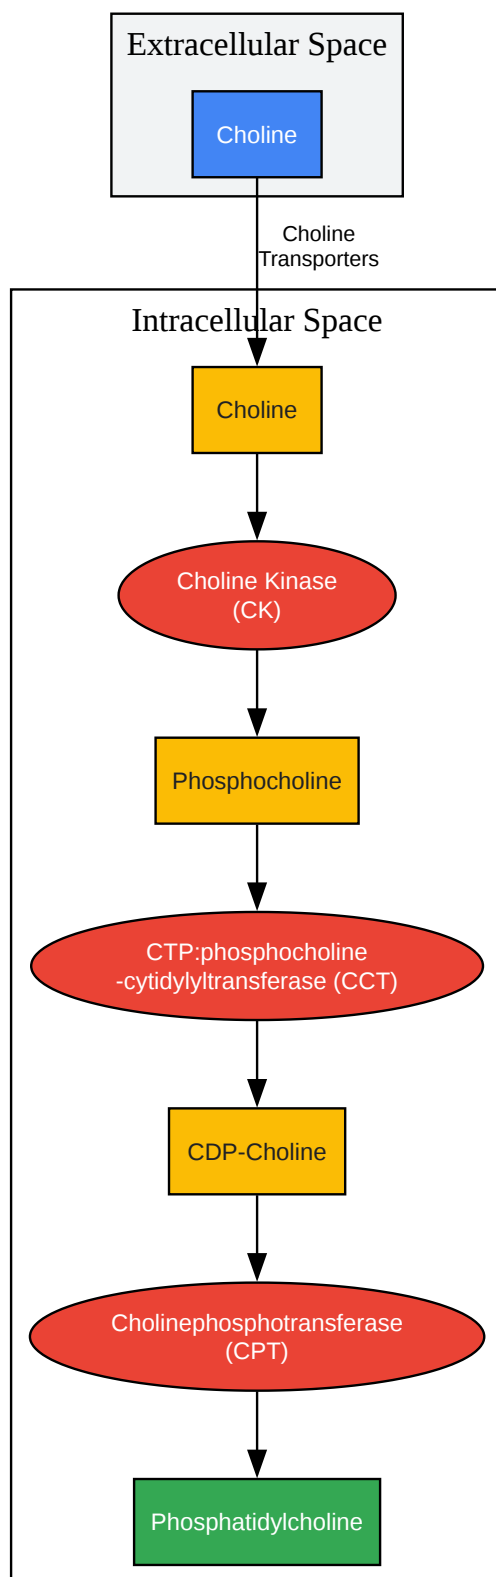 Extracellular Space
Choline
Choline
Transporters
Intracellular Space
Choline
Choline Kinase
(CK)
Phosphocholine
CTP:phosphocholine
-cytidylyltransferase (CCT)
CDP-Choline
Cholinephosphotransferase
(CPT)
Phosphatidylcholine